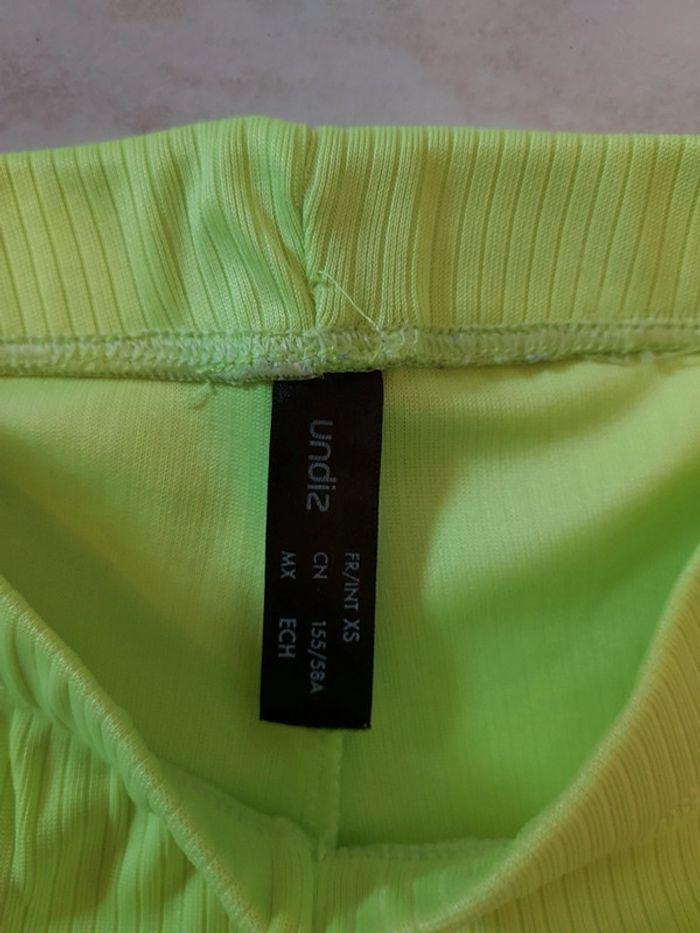 undiz
FR/INT XS
CN 155/58A
MX ECH